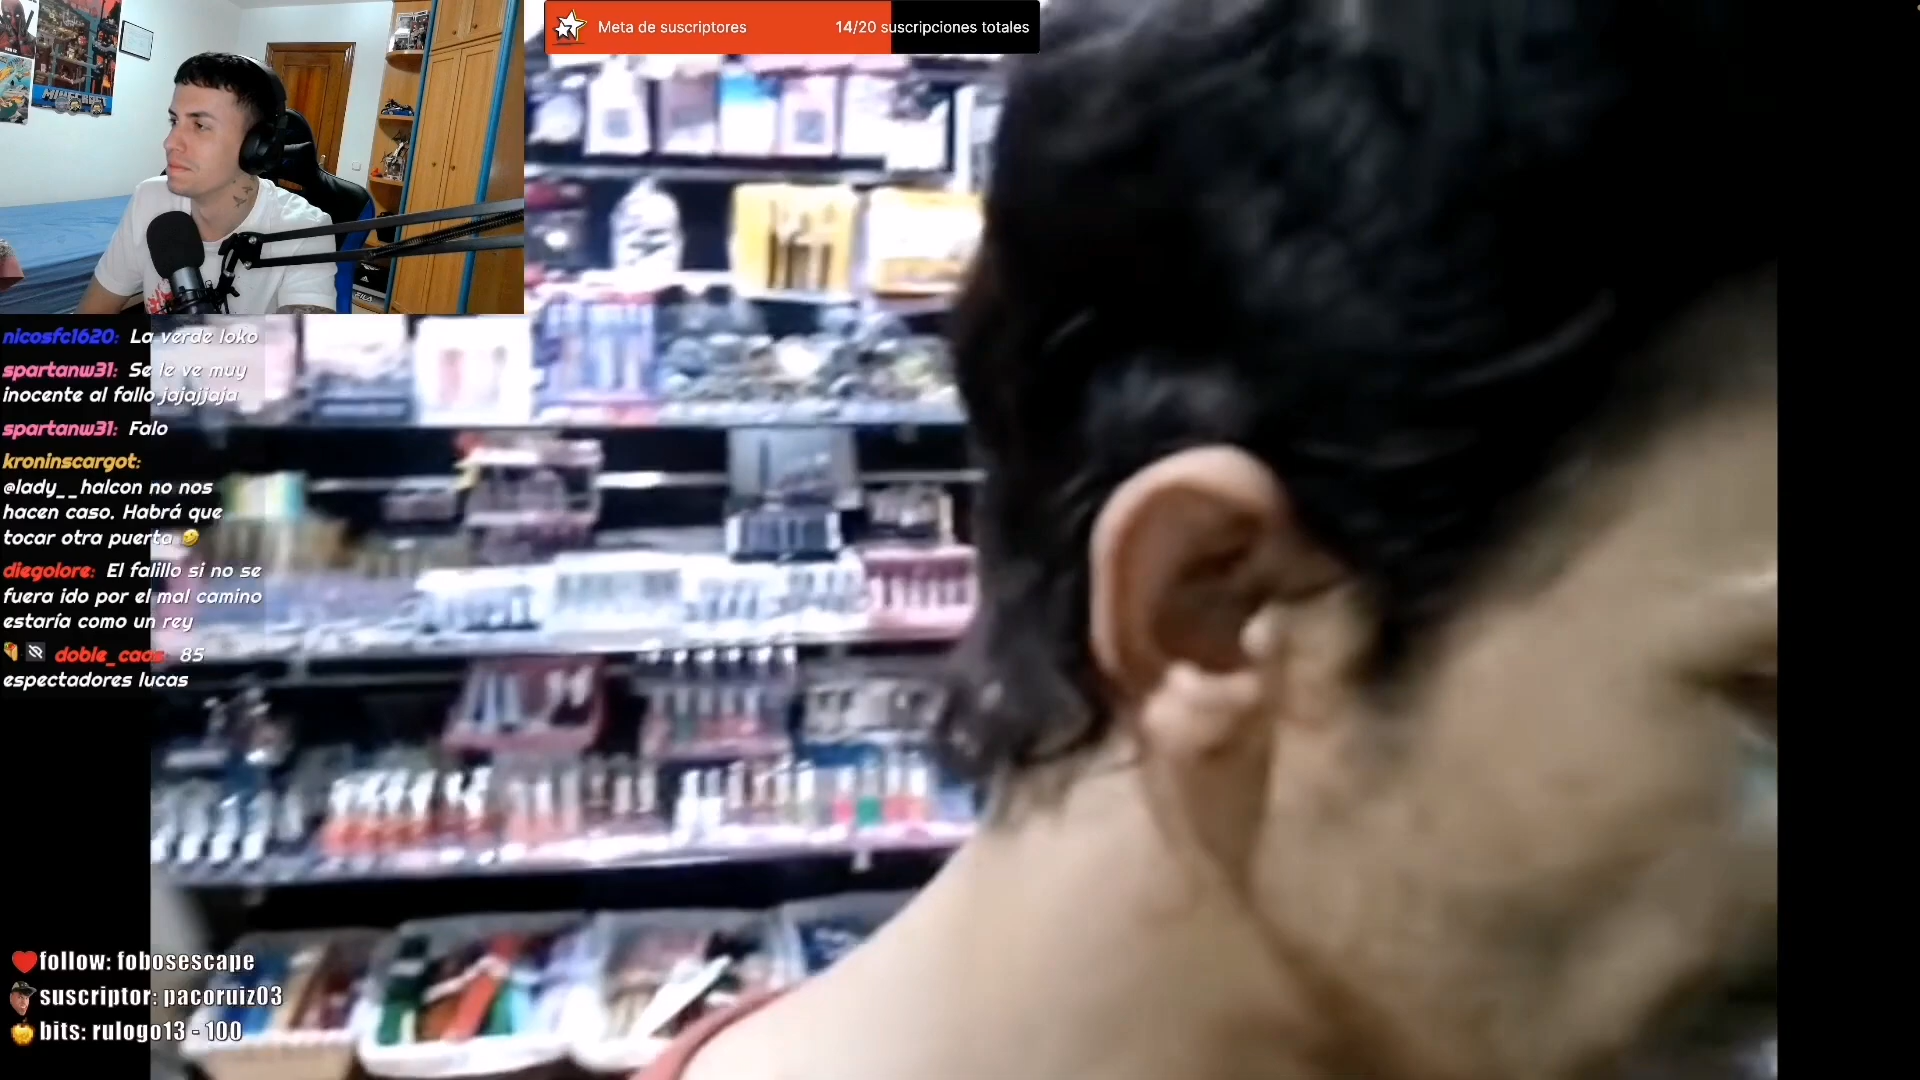 Meta de suscriptores 14/20 suscripciones totales
MINECRAFT
nicosfc1620: La verde loko
spartanw31: Se le ve muy
inocente al fallo jajajjaja
spartanw31: Falo
kroninscargot:
@lady__halcon no nos
hacen caso. Habrá que
tocar otra puerta 🤣
diegolore: El falillo si no se
fuera ido por el mal camino
estaría como un rey
doble_caos: 85
espectadores lucas
follow: fobosescape
suscriptor: pacoruiz03
bits: rulogo13 - 100